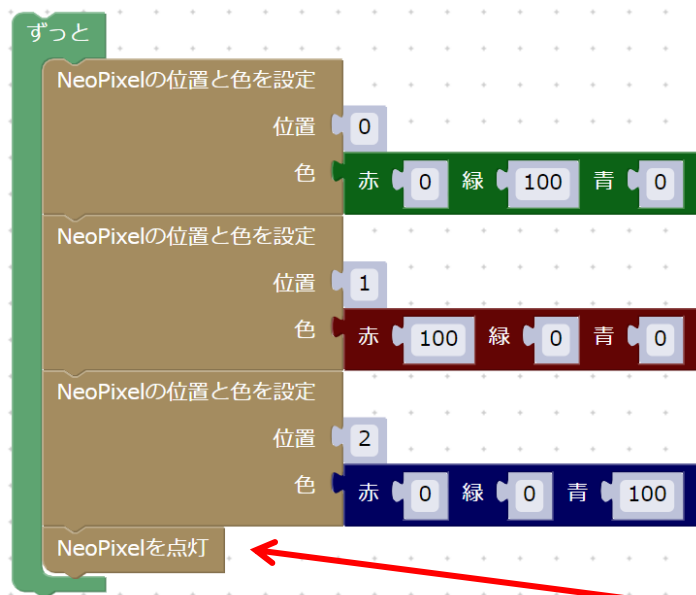 ずっと
NeoPixelの位置と色を設定
位置 0
色 赤 0 緑 100 青 0
NeoPixelの位置と色を設定
位置 1
色 赤 100 緑 0 青 0
NeoPixelの位置と色を設定
位置 2
色 赤 0 緑 0 青 100
NeoPixelを点灯